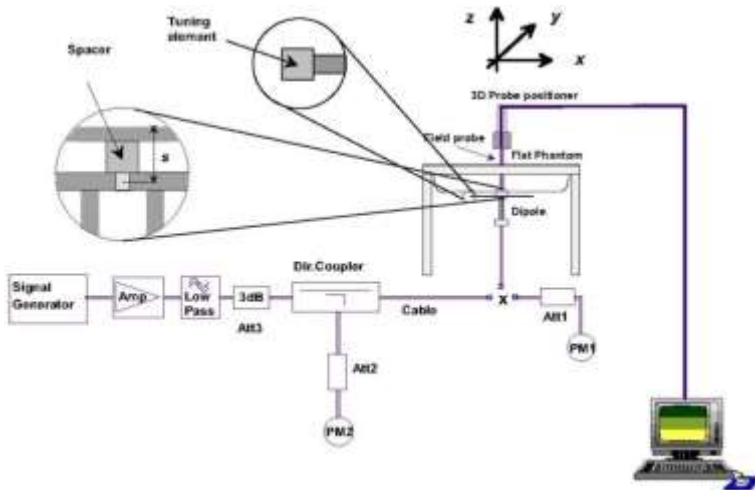 Tuning
element
Spacer
s
z
y
x
3D Probe positioner
Field probe
Flat Phantom
Dipole
Signal
Generator
Amp
Low
Pass
3dB
Att3
Dir.Coupler
Cable
x
Att1
PM1
Att2
PM2